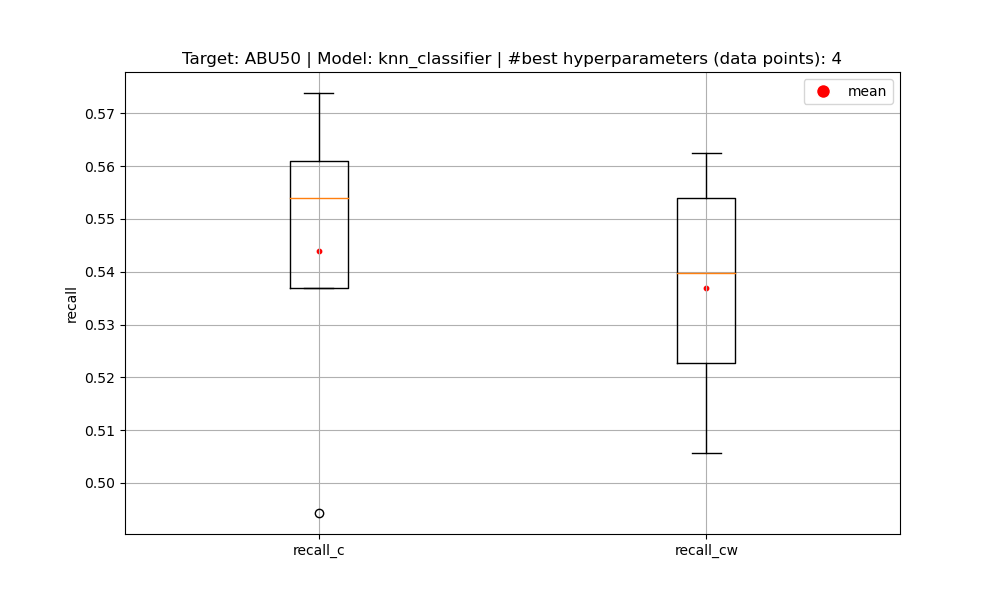 Target: ABU50 | Model: knn_classifier | #best hyperparameters (data points): 4
mean
0.57
0.56
0.55
0.54
0.53
0.52
0.51
0.50
recall
recall_c
recall_cw